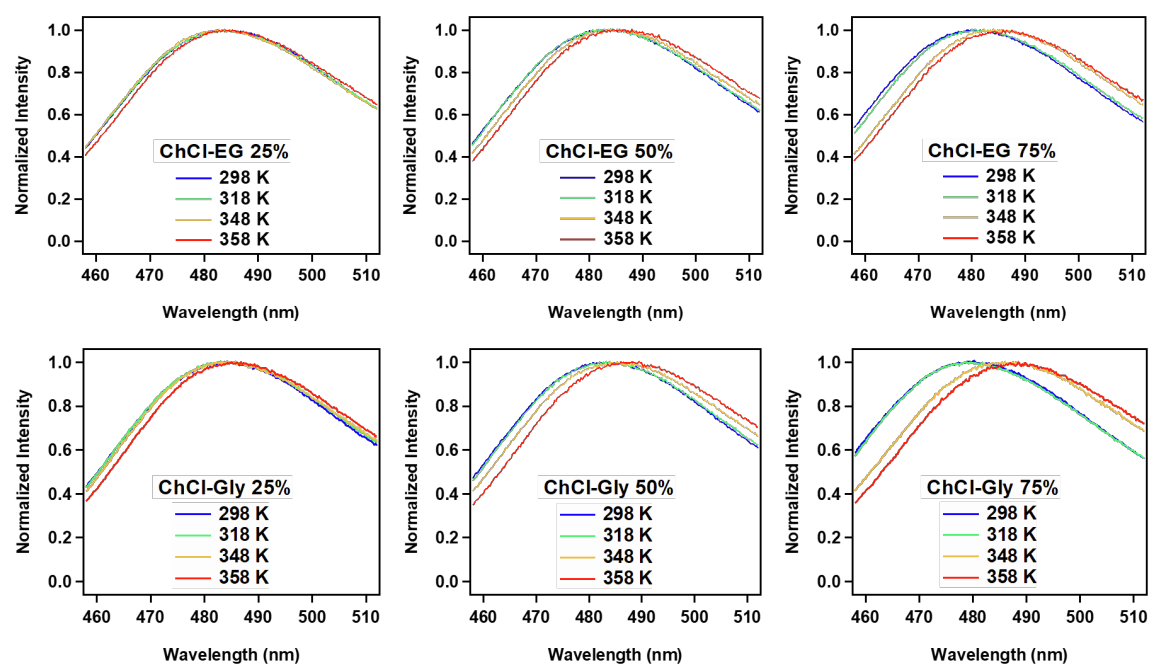 1.0
0.8
0.6
0.4
0.2
0.0
Normalized Intensity
ChCl-EG 25%
298 K
318 K
348 K
358 K
460 470 480 490 500 510
Wavelength (nm)
1.0
0.8
0.6
0.4
0.2
0.0
Normalized Intensity
ChCl-EG 50%
298 K
318 K
348 K
358 K
460 470 480 490 500 510
Wavelength (nm)
1.0
0.8
0.6
0.4
0.2
0.0
Normalized Intensity
ChCl-EG 75%
298 K
318 K
348 K
358 K
460 470 480 490 500 510
Wavelength (nm)
1.0
0.8
0.6
0.4
0.2
0.0
Normalized Intensity
ChCl-Gly 25%
298 K
318 K
348 K
358 K
460 470 480 490 500 510
Wavelength (nm)
1.0
0.8
0.6
0.4
0.2
0.0
Normalized Intensity
ChCl-Gly 50%
298 K
318 K
348 K
358 K
460 470 480 490 500 510
Wavelength (nm)
1.0
0.8
0.6
0.4
0.2
0.0
Normalized Intensity
ChCl-Gly 75%
298 K
318 K
348 K
358 K
460 470 480 490 500 510
Wavelength (nm)